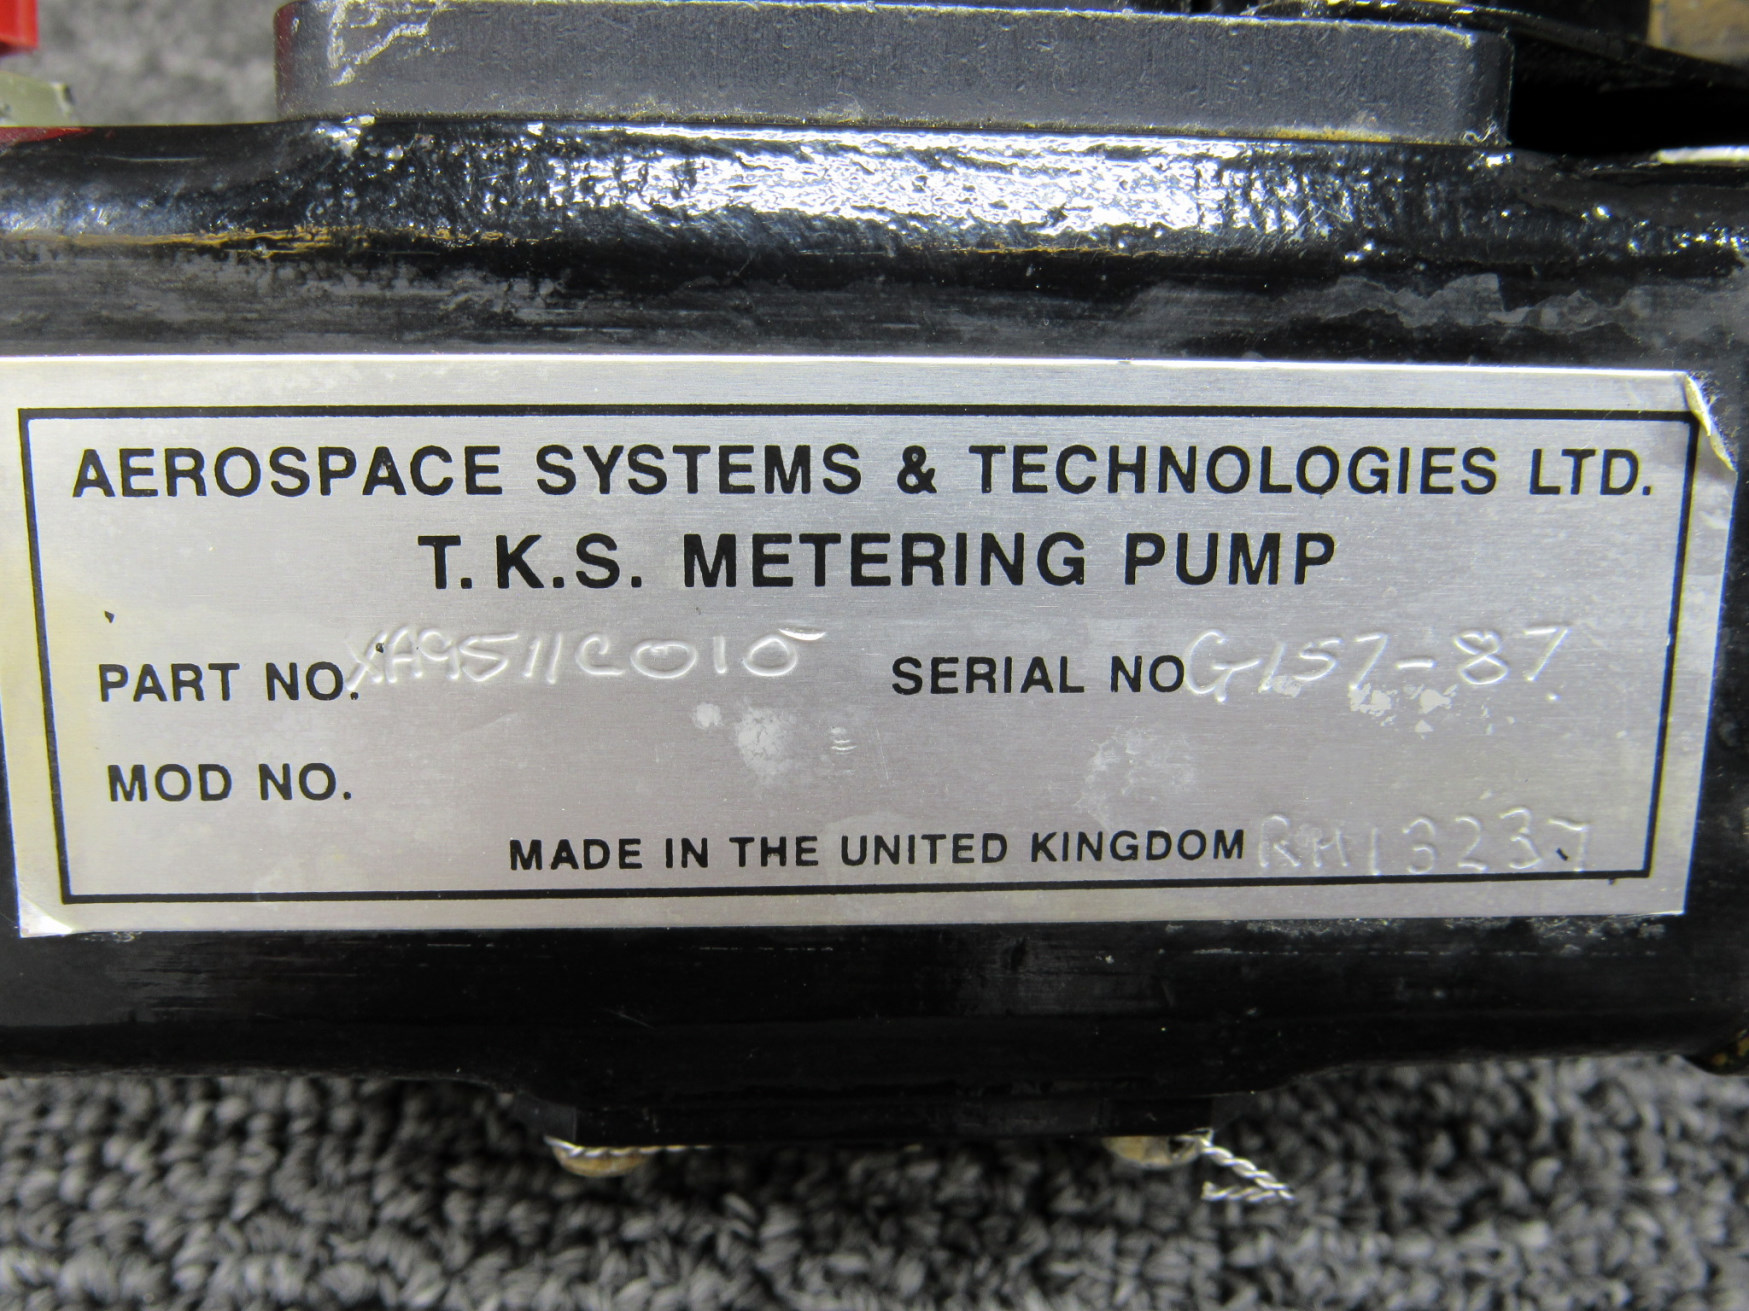 AEROSPACE SYSTEMS & TECHNOLOGIES LTD.
T.K.S. METERING PUMP
PART NO. XA9511C010 SERIAL NO G157-87
MOD NO.
MADE IN THE UNITED KINGDOM RH13237